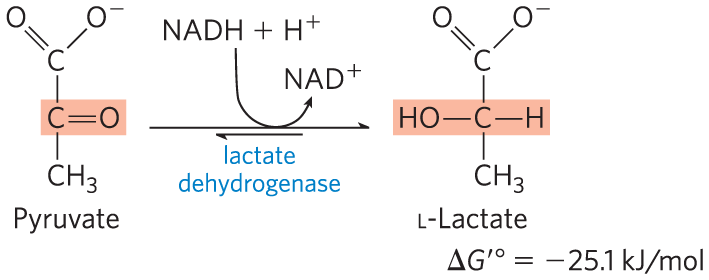 O O⁻
C
C=O
CH₃
Pyruvate
NADH + H⁺
NAD⁺
lactate
dehydrogenase
O O⁻
C
HO—C—H
CH₃
L-Lactate
ΔG′° = −25.1 kJ/mol